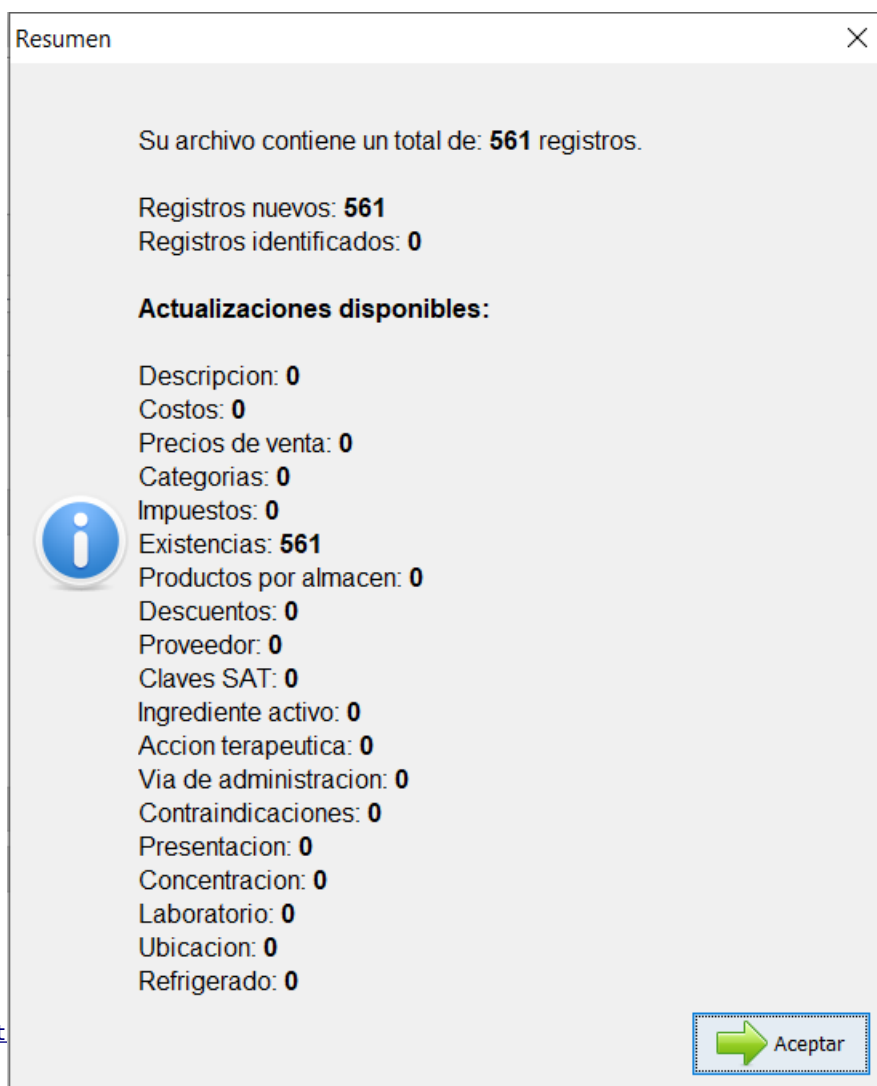 Resumen
Su archivo contiene un total de: 561 registros.
Registros nuevos: 561
Registros identificados: 0
Actualizaciones disponibles:
Descripcion: 0
Costos: 0
Precios de venta: 0
Categorias: 0
Impuestos: 0
Existencias: 561
Productos por almacen: 0
Descuentos: 0
Proveedor: 0
Claves SAT: 0
Ingrediente activo: 0
Accion terapeutica: 0
Via de administracion: 0
Contraindicaciones: 0
Presentacion: 0
Concentracion: 0
Laboratorio: 0
Ubicacion: 0
Refrigerado: 0
t
Aceptar